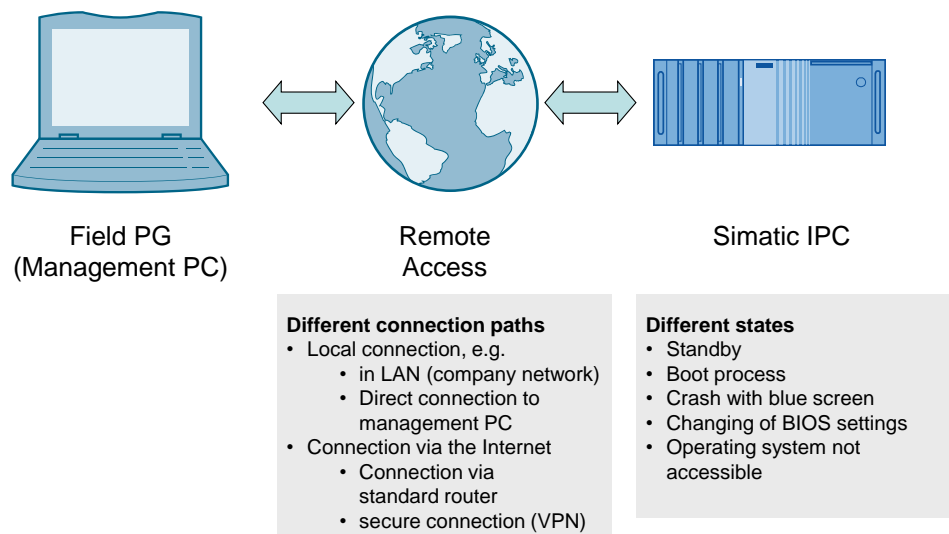 Field PG
(Management PC)
Remote
Access
Simatic IPC
Different connection paths
• Local connection, e.g.
• in LAN (company network)
• Direct connection to
management PC
• Connection via the Internet
• Connection via
standard router
• secure connection (VPN)
Different states
• Standby
• Boot process
• Crash with blue screen
• Changing of BIOS settings
• Operating system not
accessible